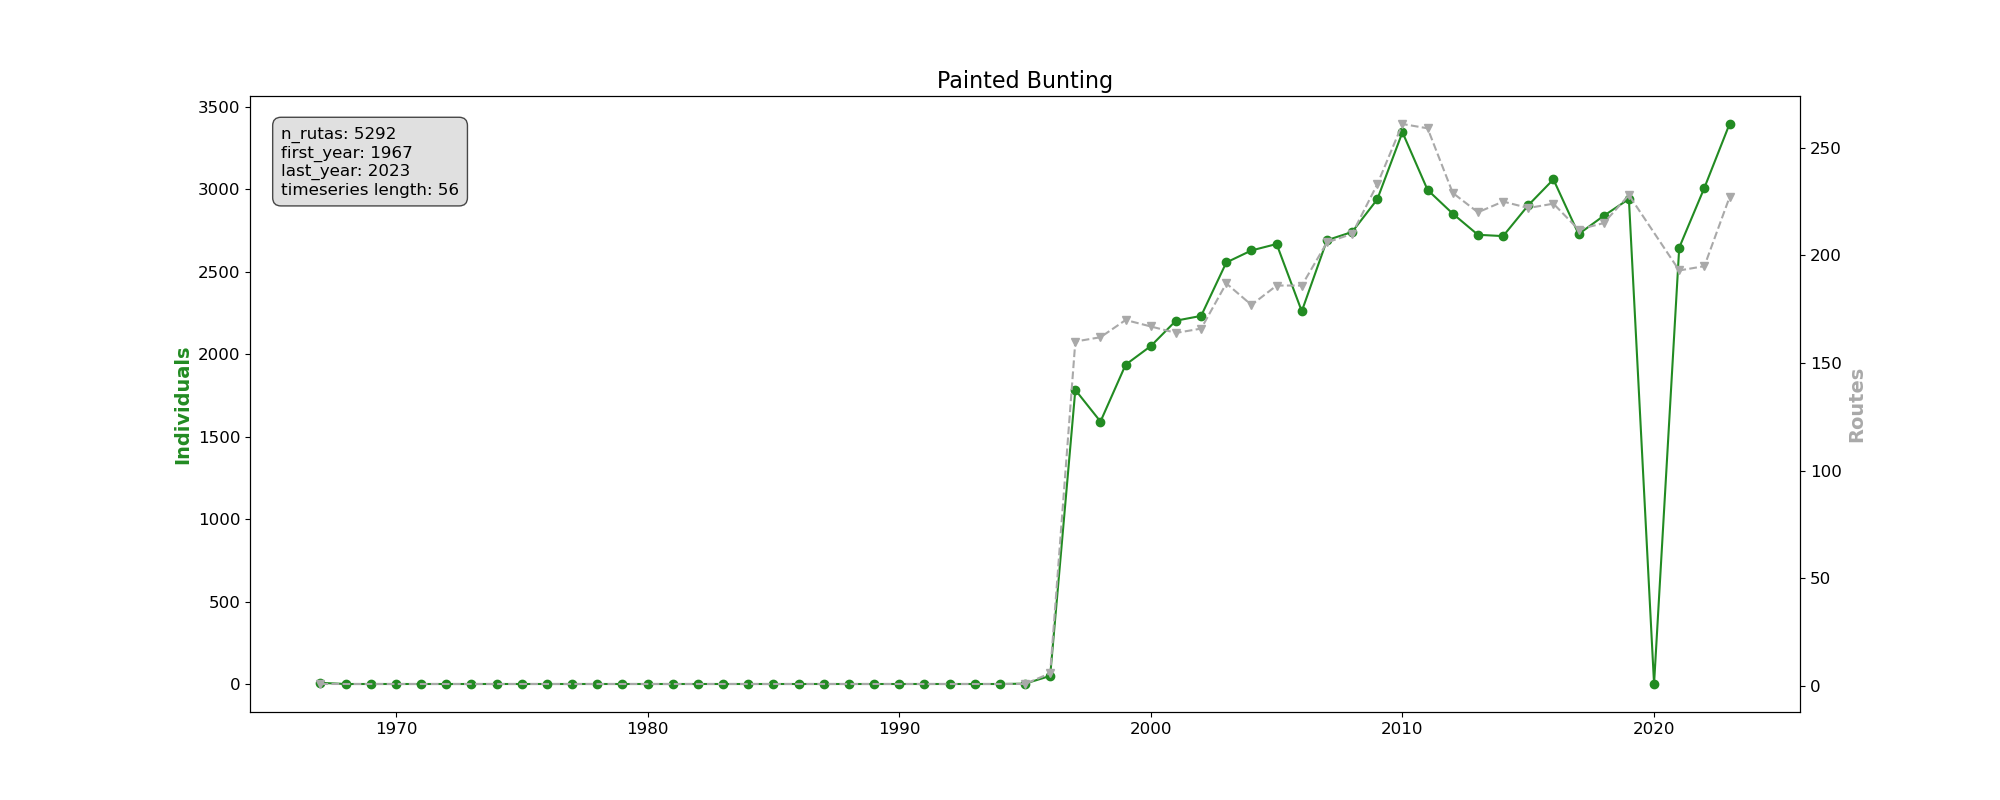 Painted Bunting
n_rutas: 5292
first_year: 1967
last_year: 2023
timeseries length: 56
Individuals
3500
3000
2500
2000
1500
1000
500
0
Routes
250
200
150
100
50
0
1970 1980 1990 2000 2010 2020